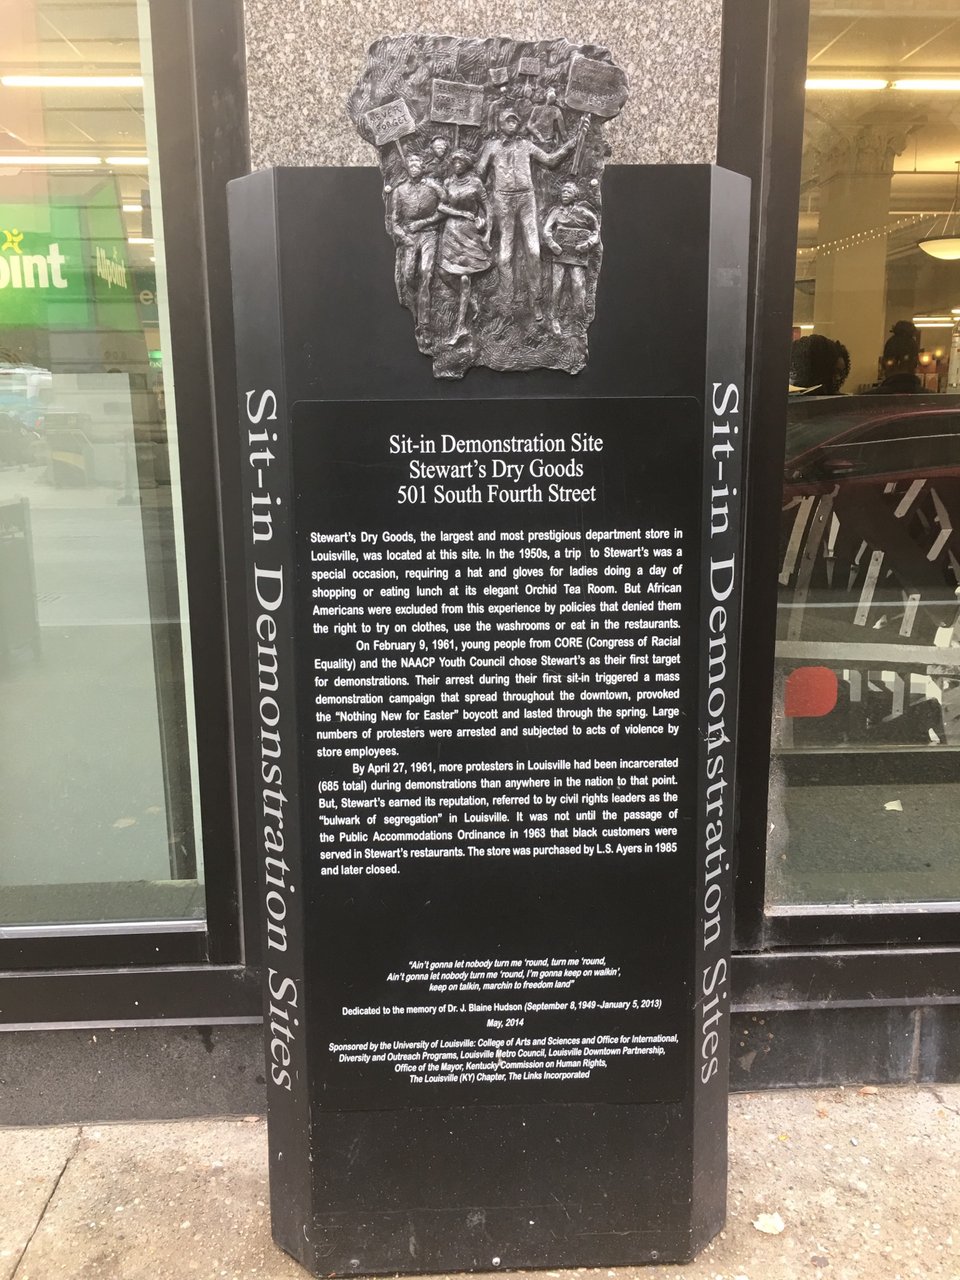 oint
Allpoint
NEVER
FORGET
Sit-in Demonstration Sites
Sit-in Demonstration Sites
Sit-in Demonstration Site
Stewart's Dry Goods
501 South Fourth Street
Stewart's Dry Goods, the largest and most prestigious department store in
Louisville, was located at this site. In the 1950s, a trip to Stewart's was a
special occasion, requiring a hat and gloves for ladies doing a day of
shopping or eating lunch at its elegant Orchid Tea Room. But African
Americans were excluded from this experience by policies that denied them
the right to try on clothes, use the washrooms or eat in the restaurants.
On February 9, 1961, young people from CORE (Congress of Racial
Equality) and the NAACP Youth Council chose Stewart's as their first target
for demonstrations. Their arrest during their first sit-in triggered a mass
demonstration campaign that spread throughout the downtown, provoked
the "Nothing New for Easter" boycott and lasted through the spring. Large
numbers of protesters were arrested and subjected to acts of violence by
store employees.
By April 27, 1961, more protesters in Louisville had been incarcerated
(685 total) during demonstrations than anywhere in the nation to that point.
But, Stewart's earned its reputation, referred to by civil rights leaders as the
"bulwark of segregation" in Louisville. It was not until the passage of
the Public Accommodations Ordinance in 1963 that black customers were
served in Stewart's restaurants. The store was purchased by L.S. Ayers in 1985
and later closed.
"Ain't gonna let nobody turn me 'round, turn me 'round,
Ain't gonna let nobody turn me 'round, I'm gonna keep on walkin',
keep on talkin, marchin to freedom land"
Dedicated to the memory of Dr. J. Blaine Hudson (September 8, 1949 -January 5, 2013)
May, 2014
Sponsored by the University of Louisville: College of Arts and Sciences and Office for International,
Diversity and Outreach Programs, Louisville Metro Council, Louisville Downtown Partnership,
Office of the Mayor, Kentucky Commission on Human Rights,
The Louisville (KY) Chapter, The Links Incorporated